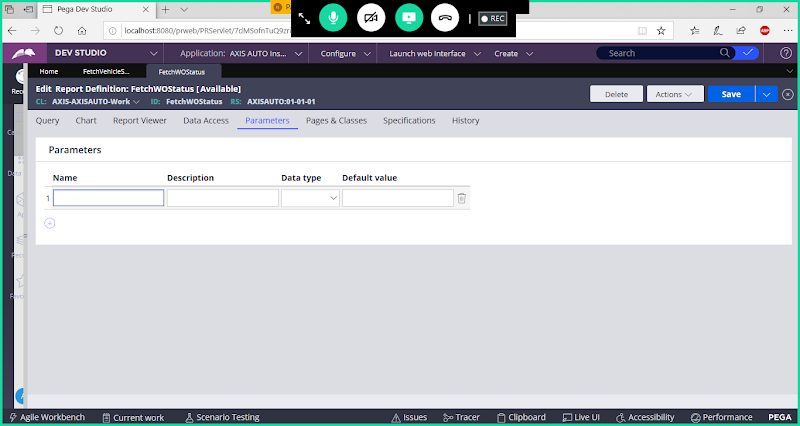 Pega Dev Studio
REC
localhost:8080/prweb/PRServlet/7dMSofnTuQ9zr
DEV STUDIO
Application: AXIS AUTO Ins...
Configure
Launch web interface
Create
Search
Home
FetchVehicleS...
FetchWOStatus
Edit Report Definition: FetchWOStatus [Available]
CL: AXIS-AXISAUTO-Work
ID: FetchWOStatus
RS: AXISAUTO:01-01-01
Delete
Actions
Save
Query
Chart
Report Viewer
Data Access
Parameters
Pages & Classes
Specifications
History
Parameters
Name
Description
Data type
Default value
1
Agile Workbench
Current work
Scenario Testing
Issues
Tracer
Clipboard
Live UI
Accessibility
Performance
PEGA